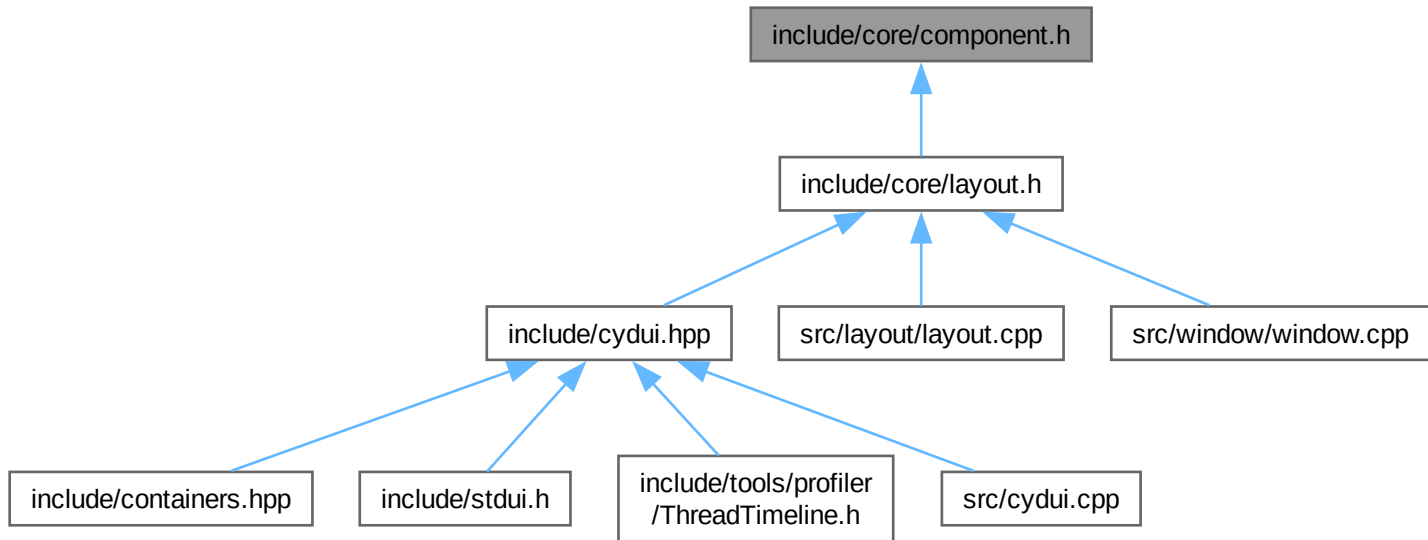 include/core/component.h
include/core/layout.h
include/cydui.hpp
src/layout/layout.cpp
src/window/window.cpp
include/containers.hpp
include/stdui.h
include/tools/profiler
/ThreadTimeline.h
src/cydui.cpp